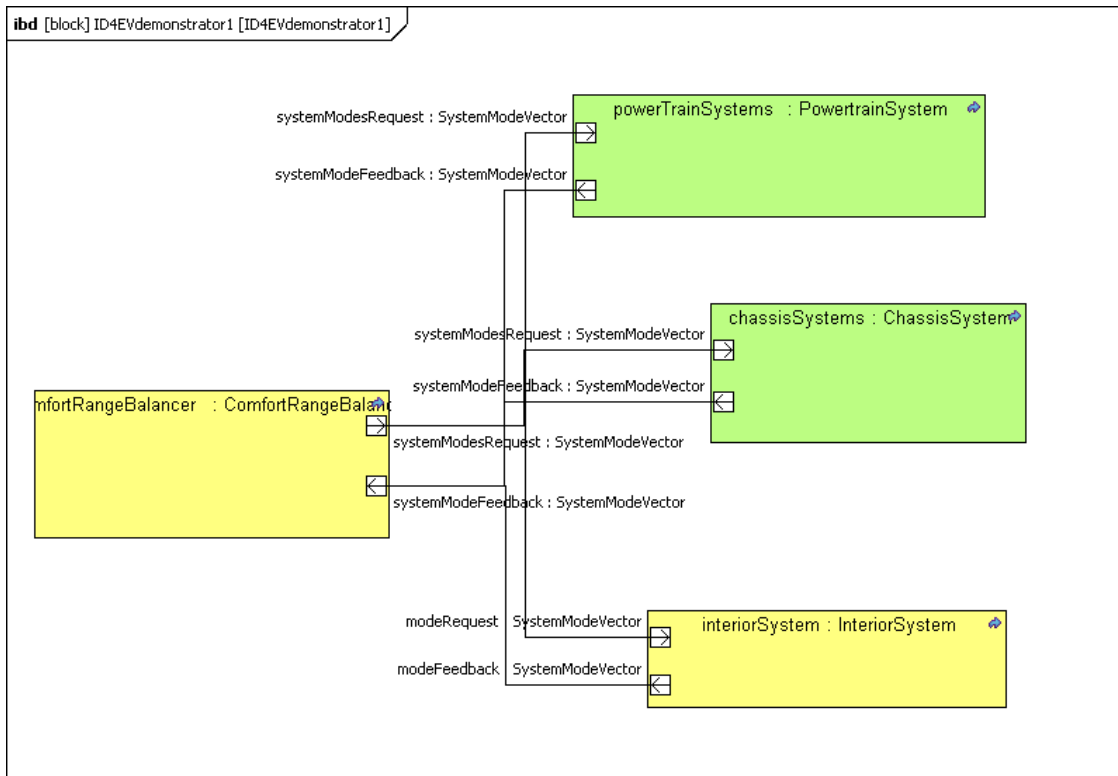 ibd [block] ID4EVdemonstrator1 [ID4EVdemonstrator1]
powerTrainSystems : PowertrainSystem
systemModesRequest : SystemModeVector
systemModeFeedback : SystemModeVector
chassisSystems : ChassisSystem
systemModesRequest : SystemModeVector
systemModeFeedback : SystemModeVector
mfortRangeBalancer : ComfortRangeBalanc
systemModesRequest : SystemModeVector
systemModeFeedback : SystemModeVector
modeRequest SystemModeVector
interiorSystem : InteriorSystem
modeFeedback SystemModeVector